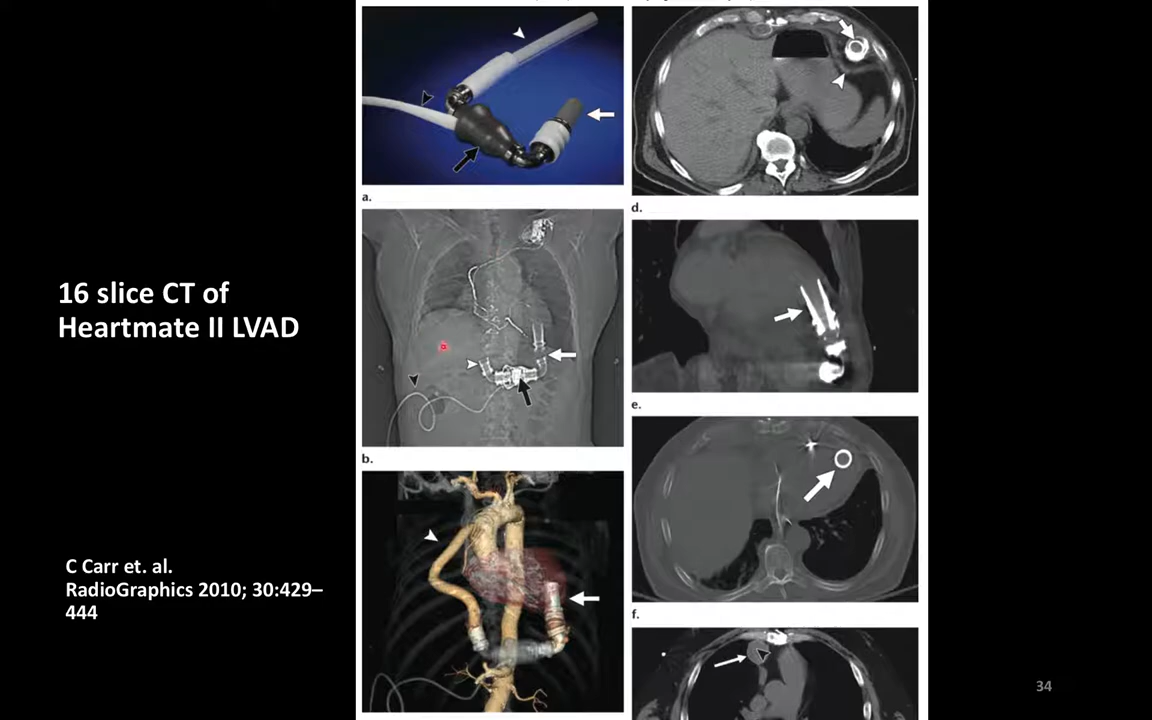 16 slice CT of
Heartmate II LVAD
C Carr et. al.
RadioGraphics 2010; 30:429–
444
a.
b.
d.
e.
f.
34